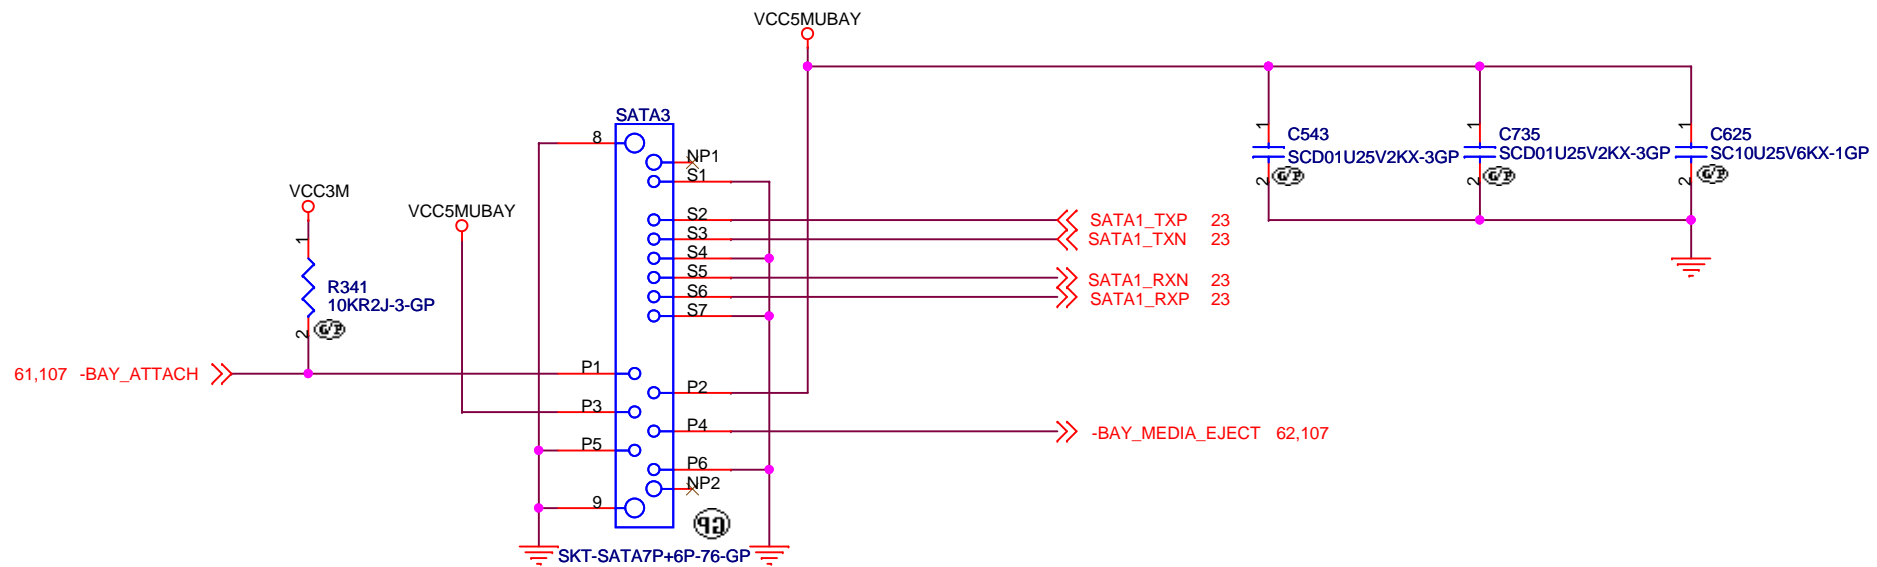 VCC5MUBAY
SATA3
8
NP1
S1
VCC3M
VCC5MUBAY
1
R341
10KR2J-3-GP
2
G/P
S2
S3
S4
S5
S6
S7
SATA1_TXP 23
SATA1_TXN 23
SATA1_RXN 23
SATA1_RXP 23
1
C543
SCD01U25V2KX-3GP
2
G/P
1
C735
SCD01U25V2KX-3GP
2
G/P
1
C625
SC10U25V6KX-1GP
2
G/P
61,107 -BAY_ATTACH
P1
P2
P3
P4
-BAY_MEDIA_EJECT 62,107
P5
P6
NP2
9
GP
SKT-SATA7P+6P-76-GP